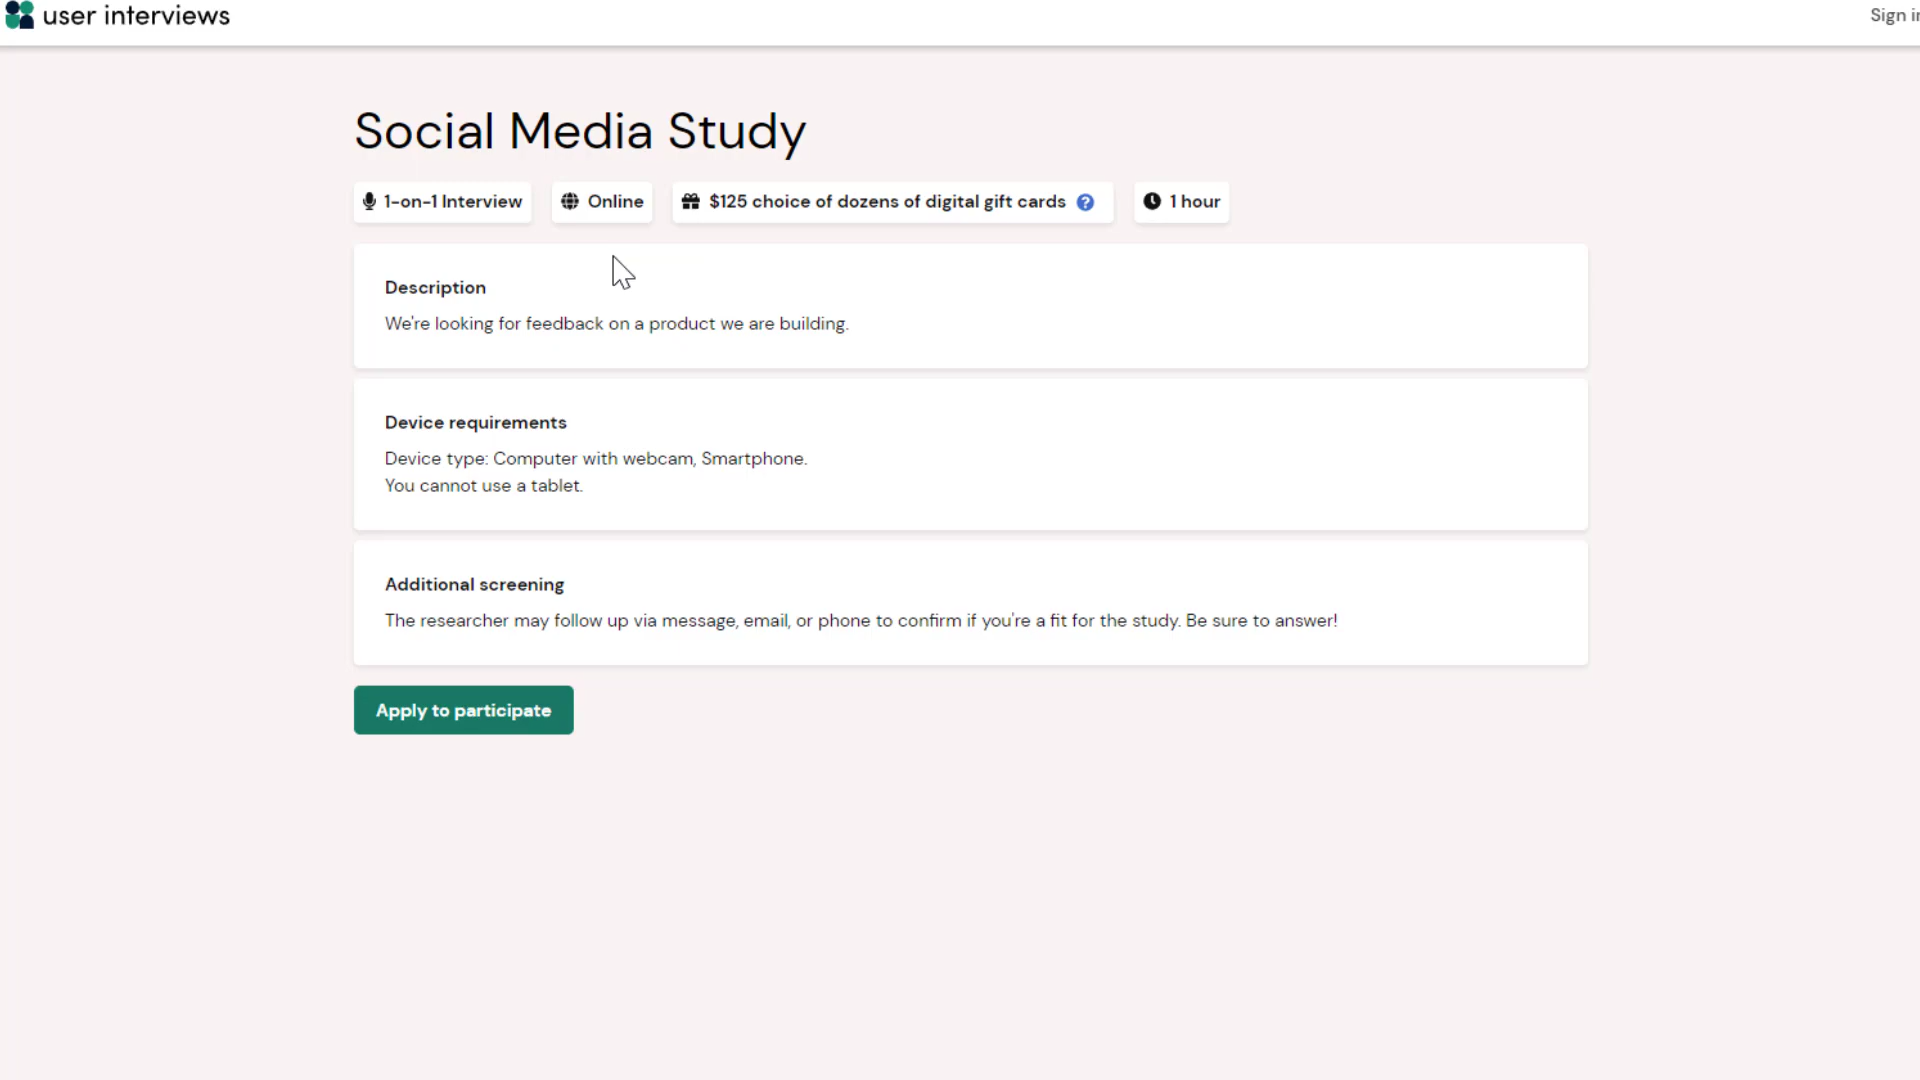 user interviews
Sign in
Social Media Study
1-on-1 Interview
Online
$125 choice of dozens of digital gift cards ?
1 hour
Description
We're looking for feedback on a product we are building.
Device requirements
Device type: Computer with webcam, Smartphone.
You cannot use a tablet.
Additional screening
The researcher may follow up via message, email, or phone to confirm if you're a fit for the study. Be sure to answer!
Apply to participate